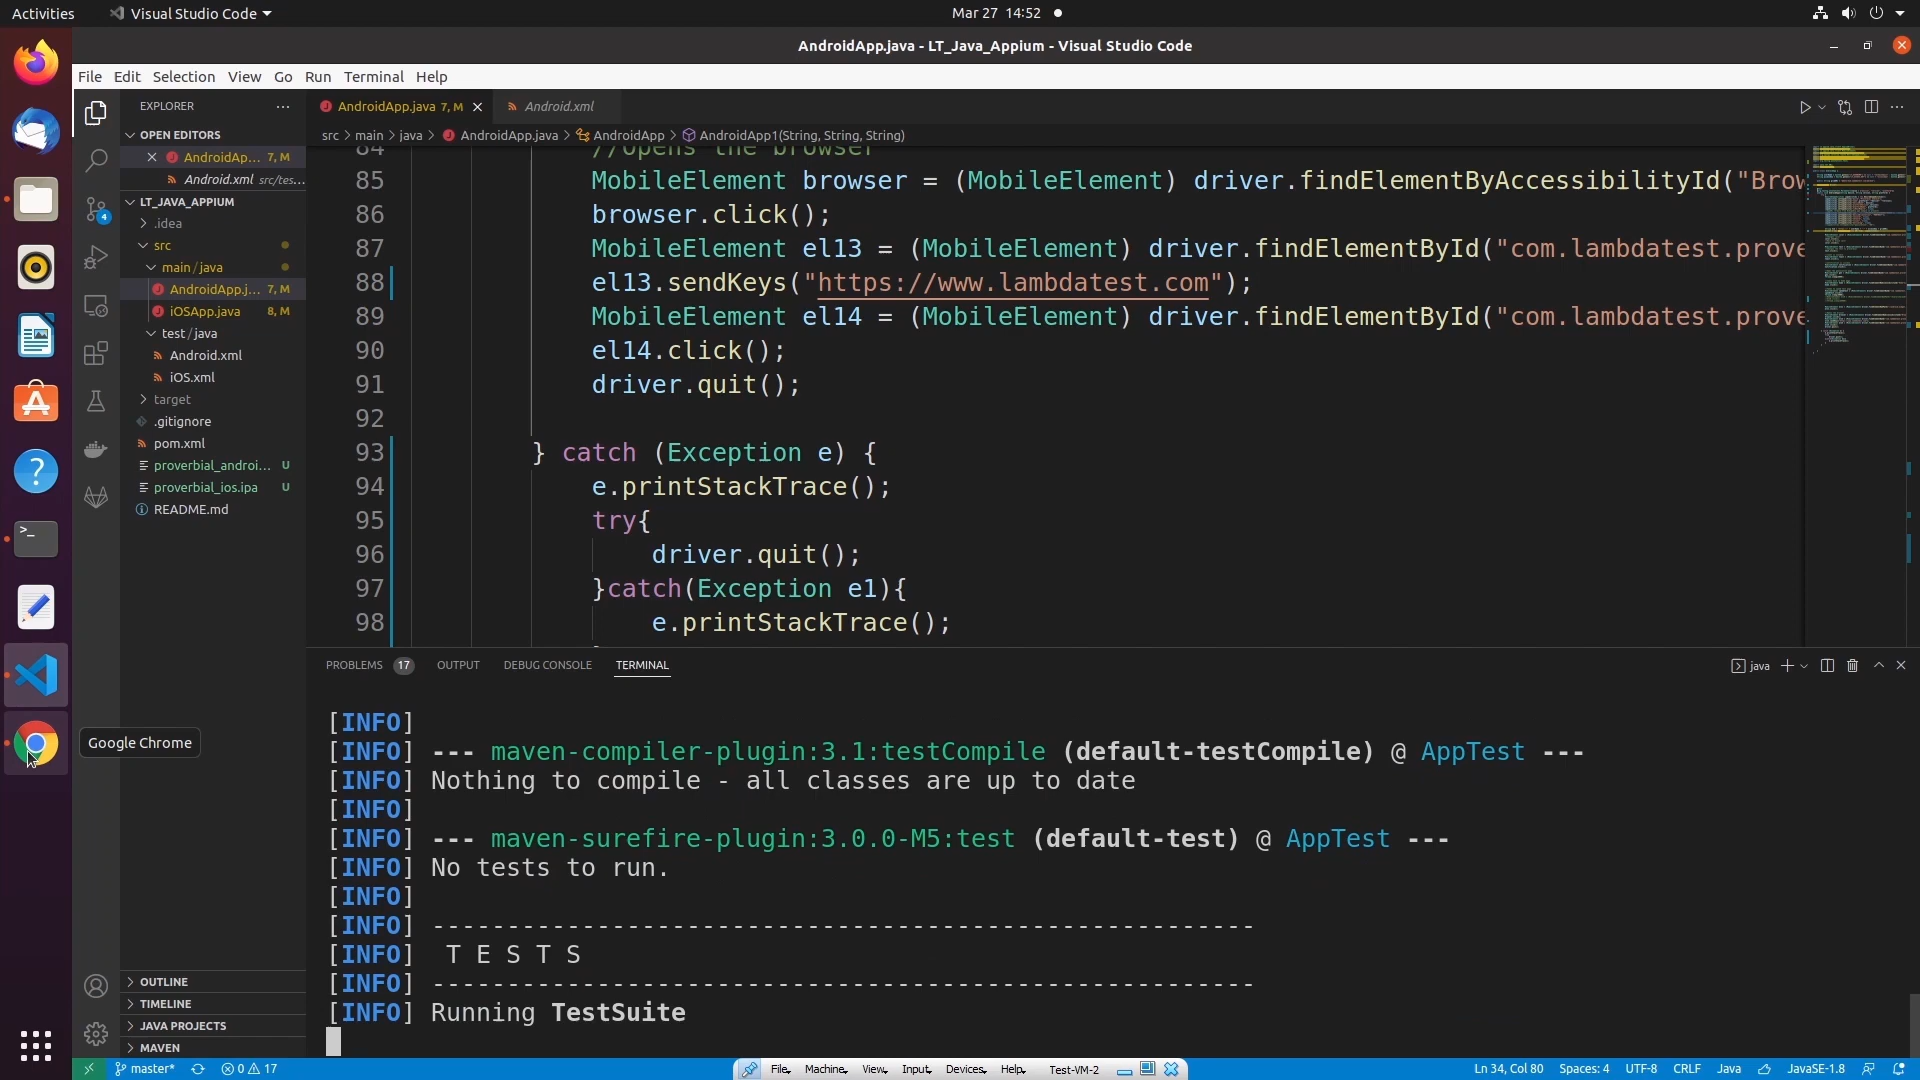 Activities
Visual Studio Code
Mar 27 14:52
AndroidApp.java - LT_Java_Appium - Visual Studio Code
File Edit Selection View Go Run Terminal Help
EXPLORER
AndroidApp.java 7, M
Android.xml
OPEN EDITORS
src > main > java > AndroidApp.java > AndroidApp > AndroidApp1(String, String, String)
AndroidAp... 7, M
Android.xml src/tes...
LT_JAVA_APPIUM
.idea
src
main/java
AndroidApp.j... 7, M
iOSApp.java 8, M
test/java
Android.xml
iOS.xml
target
.gitignore
pom.xml
proverbial_androi... U
proverbial_ios.ipa U
README.md
4
84 //opens the browser
85 MobileElement browser = (MobileElement) driver.findElementByAccessibilityId("Brow
86 browser.click();
87 MobileElement el13 = (MobileElement) driver.findElementById("com.lambdatest.prove
88 el13.sendKeys("https://www.lambdatest.com");
89 MobileElement el14 = (MobileElement) driver.findElementById("com.lambdatest.prove
90 el14.click();
91 driver.quit();
92
93 } catch (Exception e) {
94 e.printStackTrace();
95 try{
96 driver.quit();
97 }catch(Exception e1){
98 e.printStackTrace();
PROBLEMS 17 OUTPUT DEBUG CONSOLE TERMINAL
java
Google Chrome
[INFO]
[INFO] --- maven-compiler-plugin:3.1:testCompile (default-testCompile) @ AppTest ---
[INFO] Nothing to compile - all classes are up to date
[INFO]
[INFO] --- maven-surefire-plugin:3.0.0-M5:test (default-test) @ AppTest ---
[INFO] No tests to run.
[INFO]
[INFO] -------------------------------------------------------
[INFO] T E S T S
[INFO] -------------------------------------------------------
[INFO] Running TestSuite
OUTLINE
TIMELINE
JAVA PROJECTS
MAVEN
master* 0 17
File Machine View Input Devices Help Test-VM-2
Ln 34, Col 80 Spaces: 4 UTF-8 CRLF Java JavaSE-1.8